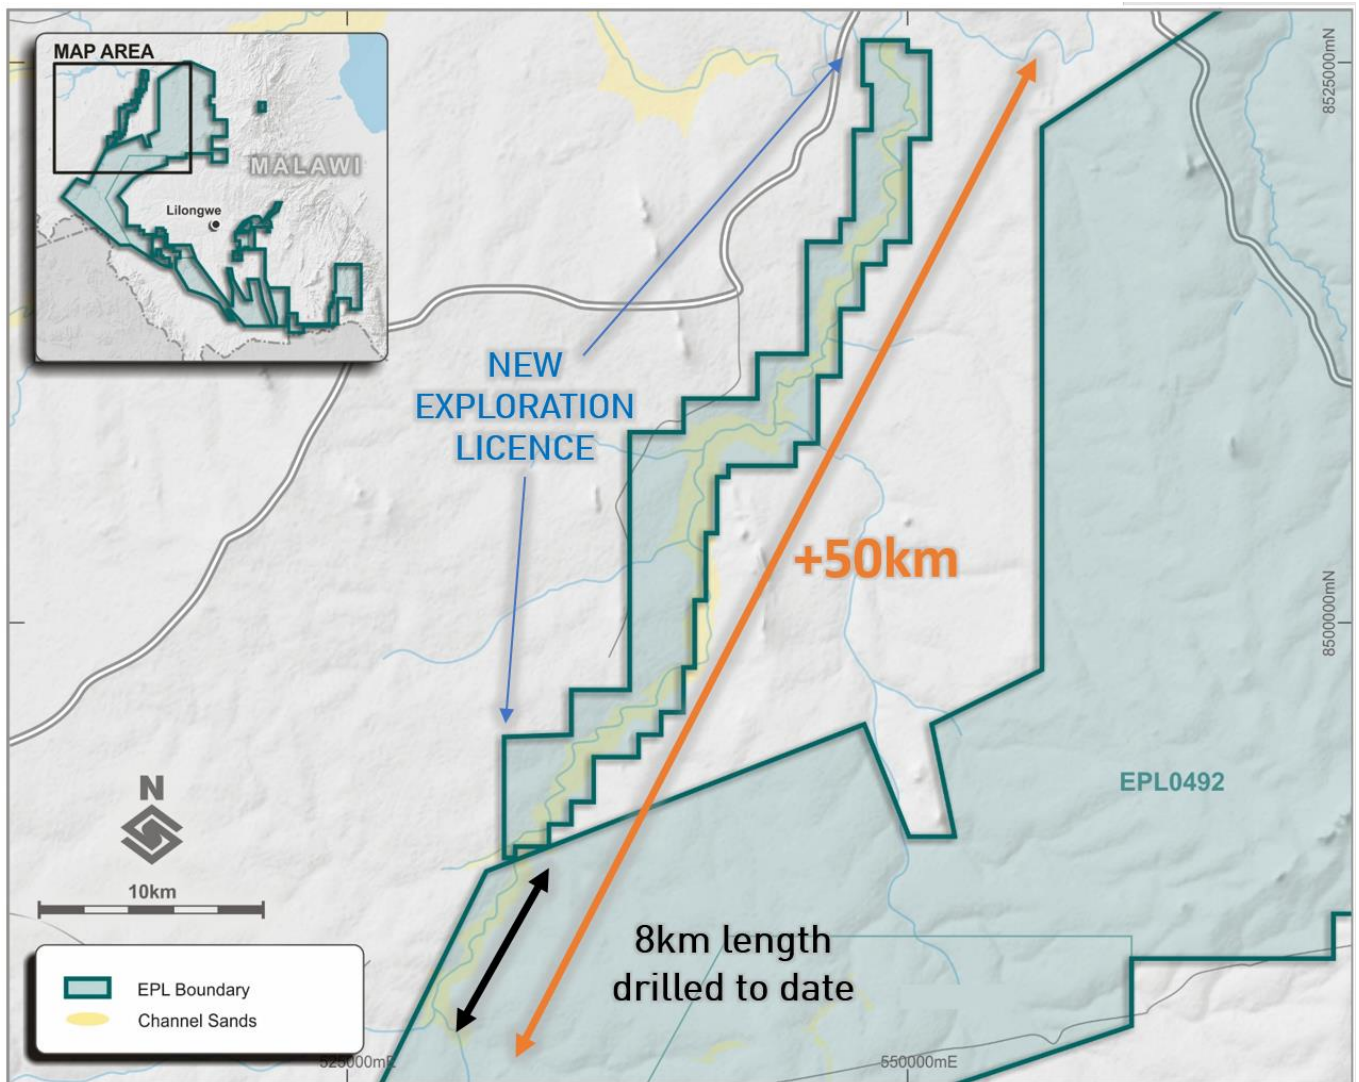 MAP AREA
MALAWI
Lilongwe
8525000mN
NEW
EXPLORATION
LICENCE
+50km
8500000mN
EPL0492
N
10km
8km length
drilled to date
EPL Boundary
Channel Sands
525000mE
550000mE